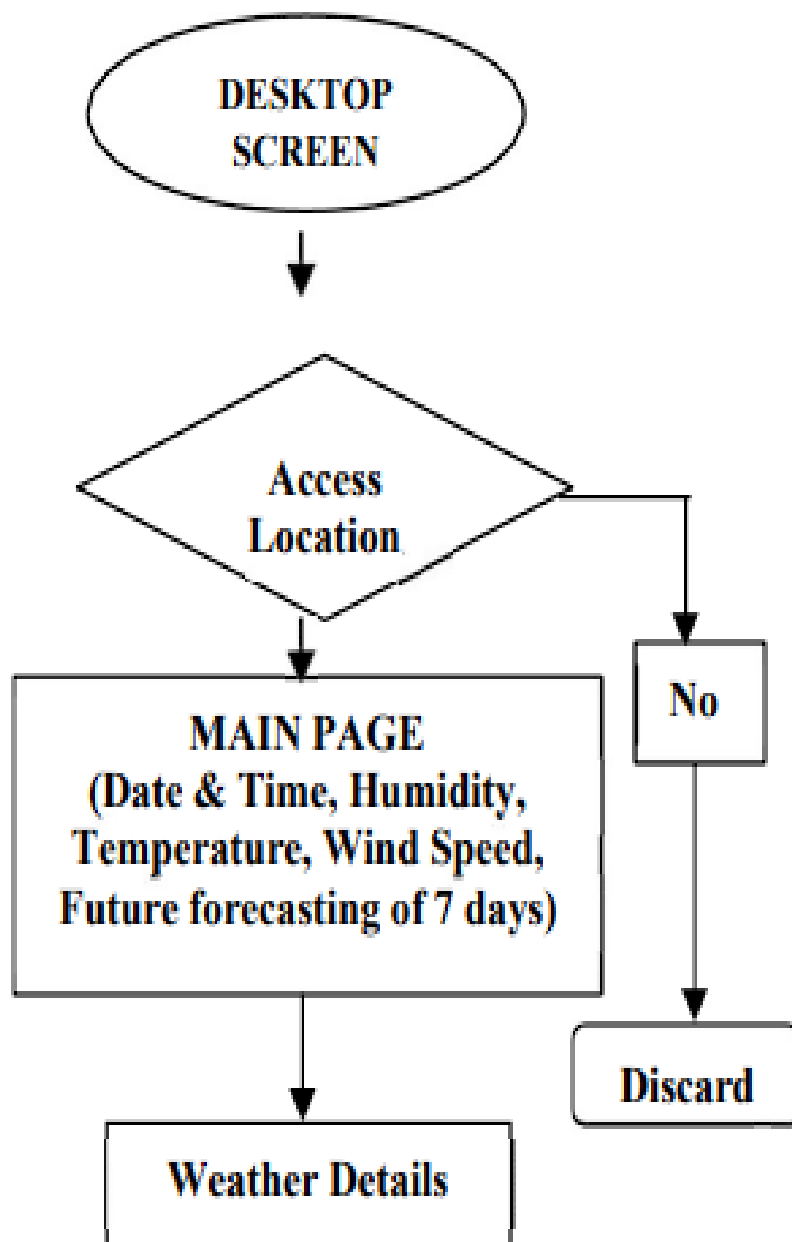 DESKTOP
SCREEN
Access
Location
No
MAIN PAGE
(Date & Time, Humidity,
Temperature, Wind Speed,
Future forecasting of 7 days)
Discard
Weather Details